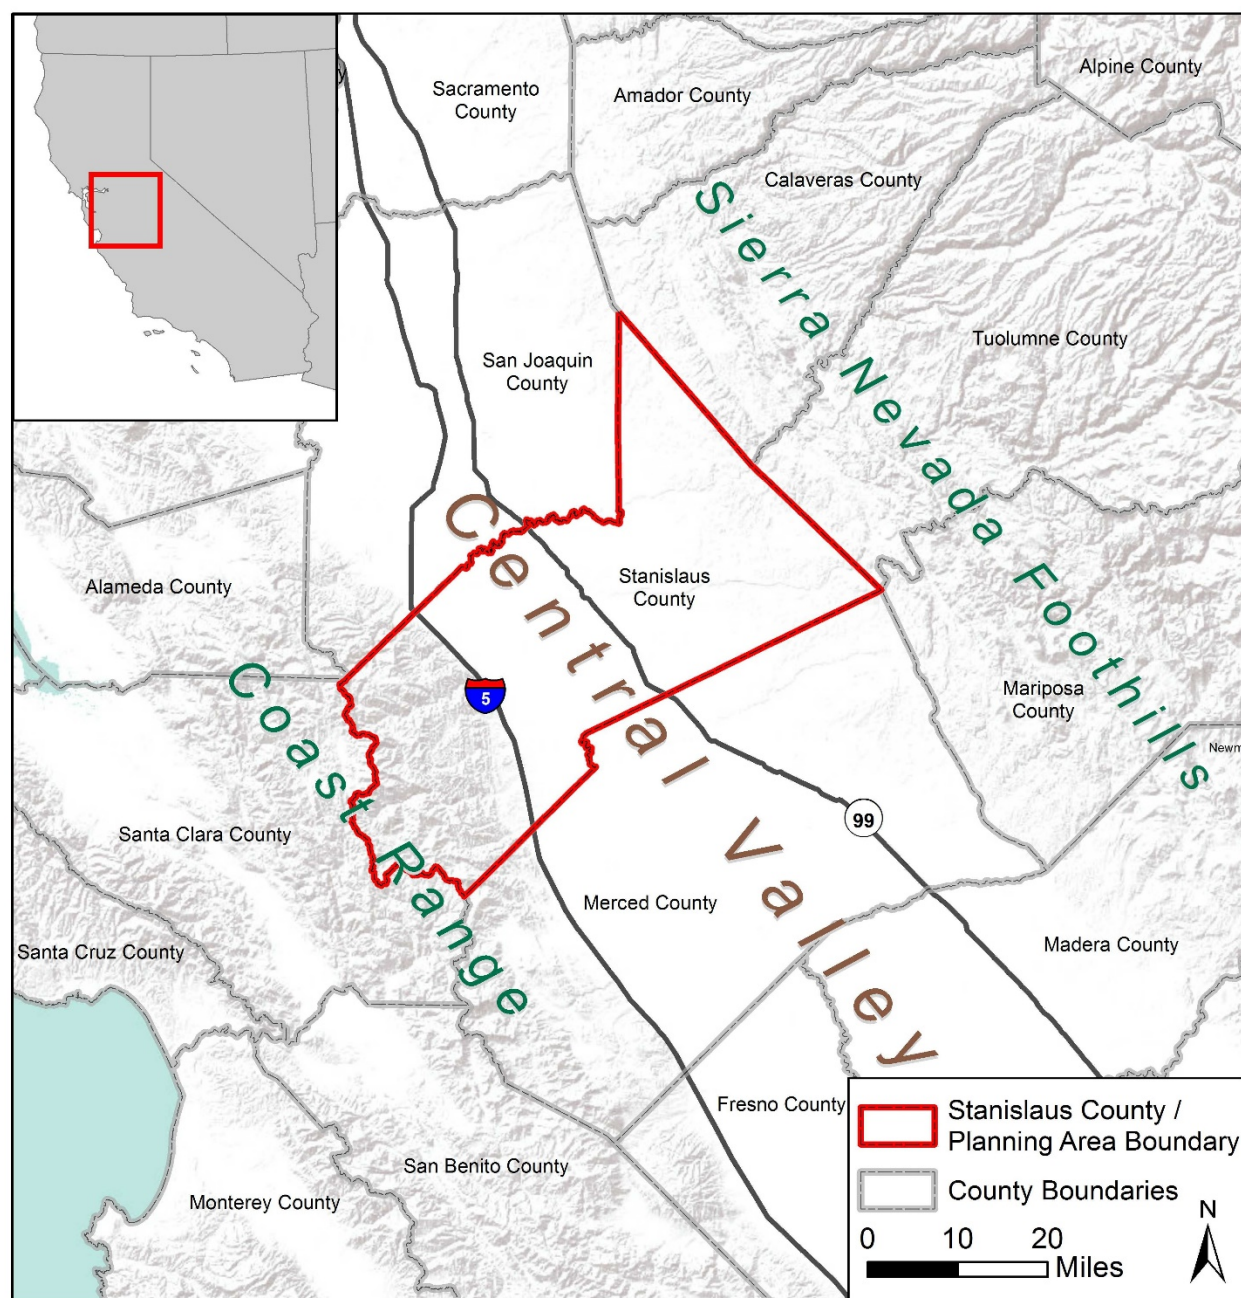 Sacramento
County
Amador County
Alpine County
Calaveras County
Sierra Nevada Foothills
Tuolumne County
San Joaquin
County
Central Valley
Stanislaus
County
Alameda County
Coast Range
5
Mariposa
County
99
Santa Clara County
Merced County
Santa Cruz County
Madera County
Fresno County
San Benito County
Monterey County
Stanislaus County /
Planning Area Boundary
County Boundaries
0 10 20
Miles
N